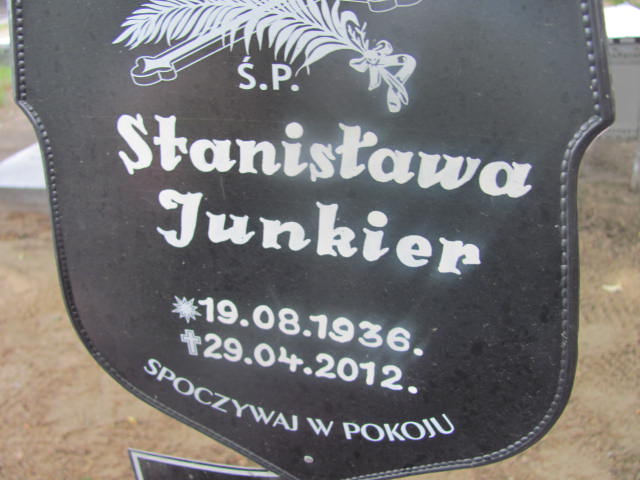 Ś.P.
Stanisława
Junkier
19.08.1936.
29.04.2012.
SPOCZYWAJ W POKOJU